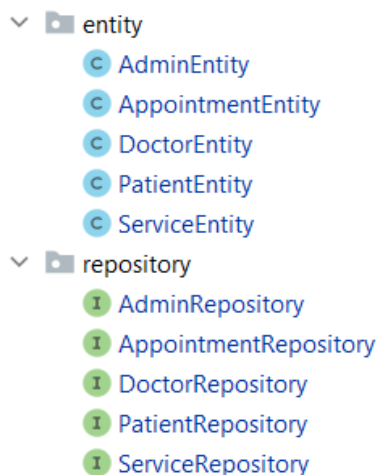 entity
C AdminEntity
C AppointmentEntity
C DoctorEntity
C PatientEntity
C ServiceEntity
repository
I AdminRepository
I AppointmentRepository
I DoctorRepository
I PatientRepository
I ServiceRepository